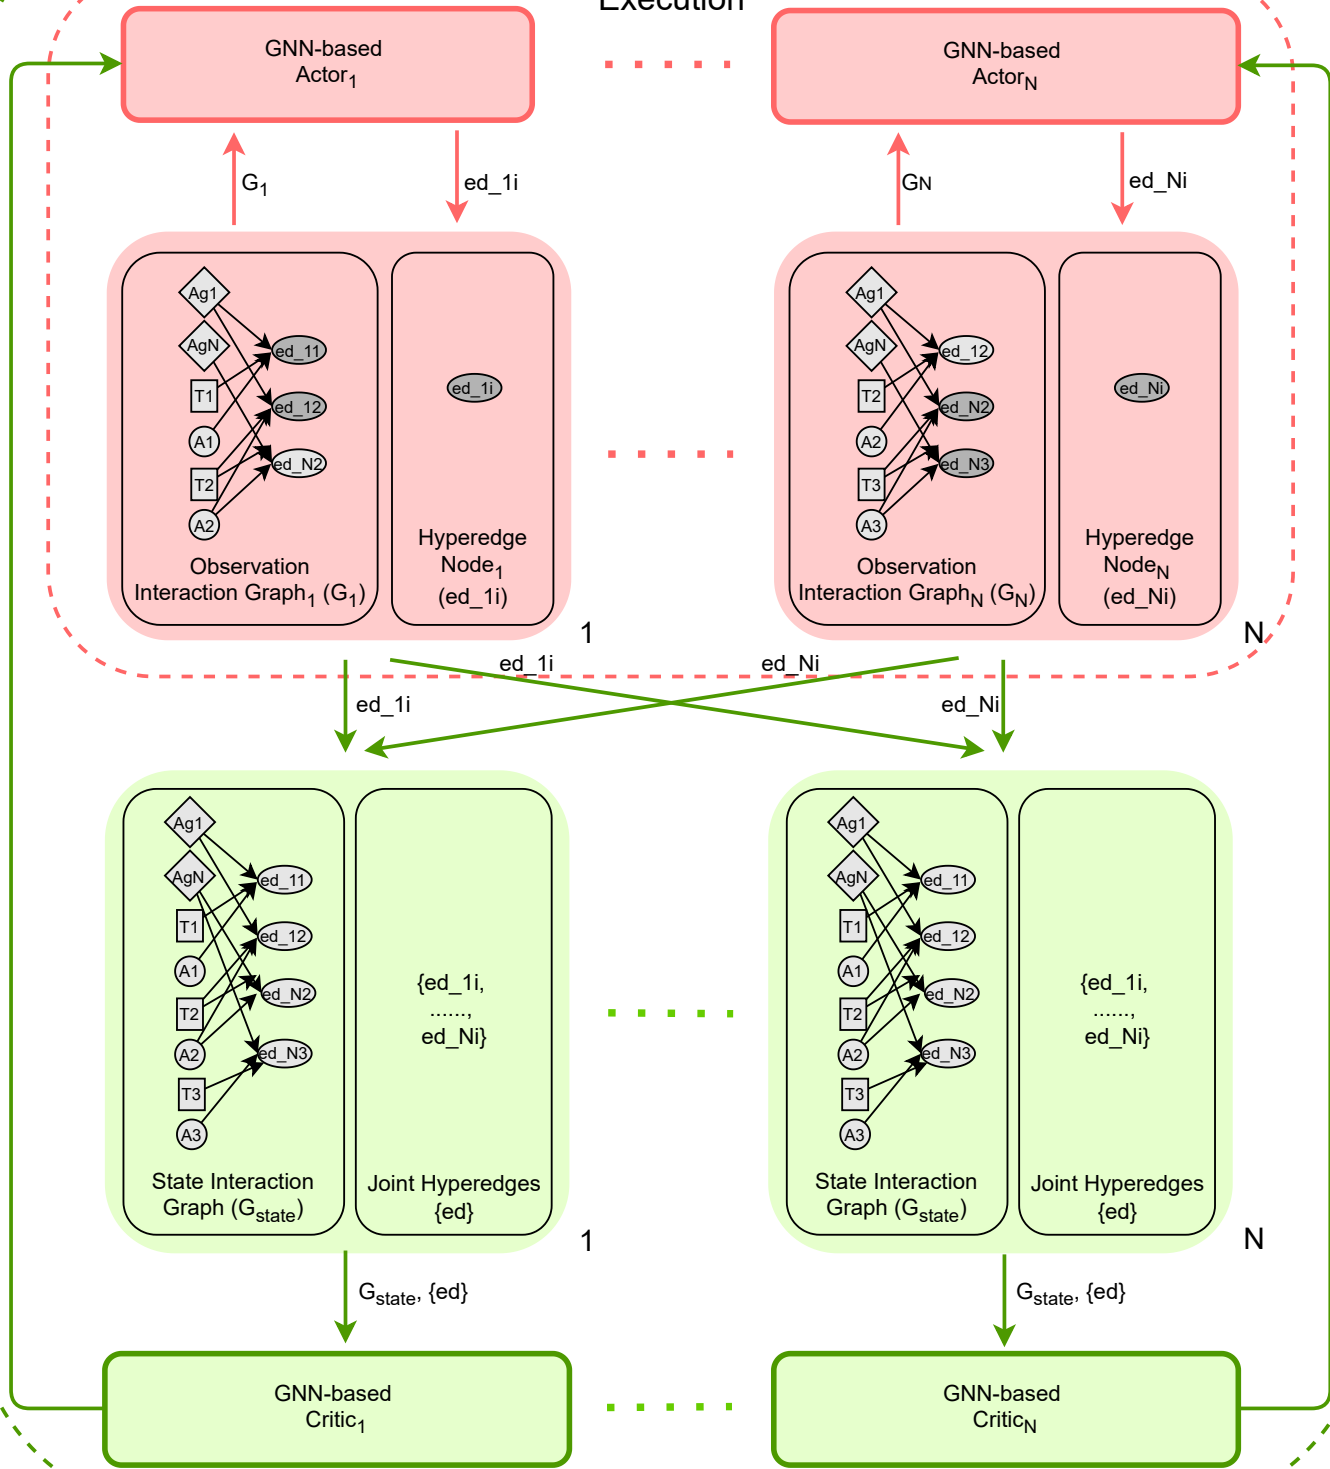 Execution
GNN-based
Actor1
GNN-based
ActorN
G1
ed_1i
GN
ed_Ni
Ag1
AgN
T1
A1
T2
A2
ed_11
ed_12
ed_N2
Observation
Interaction Graph1 (G1)
ed_1i
Hyperedge
Node1
(ed_1i)
1
Ag1
AgN
T2
A2
T3
A3
ed_12
ed_N2
ed_N3
Observation
Interaction GraphN (GN)
ed_Ni
Hyperedge
NodeN
(ed_Ni)
N
ed_1i
ed_Ni
ed_1i
ed_Ni
Ag1
AgN
T1
A1
T2
A2
T3
A3
ed_11
ed_12
ed_N2
ed_N3
State Interaction
Graph (Gstate)
{ed_1i,
......,
ed_Ni}
Joint Hyperedges
{ed}
1
Ag1
AgN
T1
A1
T2
A2
T3
A3
ed_11
ed_12
ed_N2
ed_N3
State Interaction
Graph (Gstate)
{ed_1i,
......,
ed_Ni}
Joint Hyperedges
{ed}
N
Gstate, {ed}
Gstate, {ed}
GNN-based
Critic1
GNN-based
CriticN